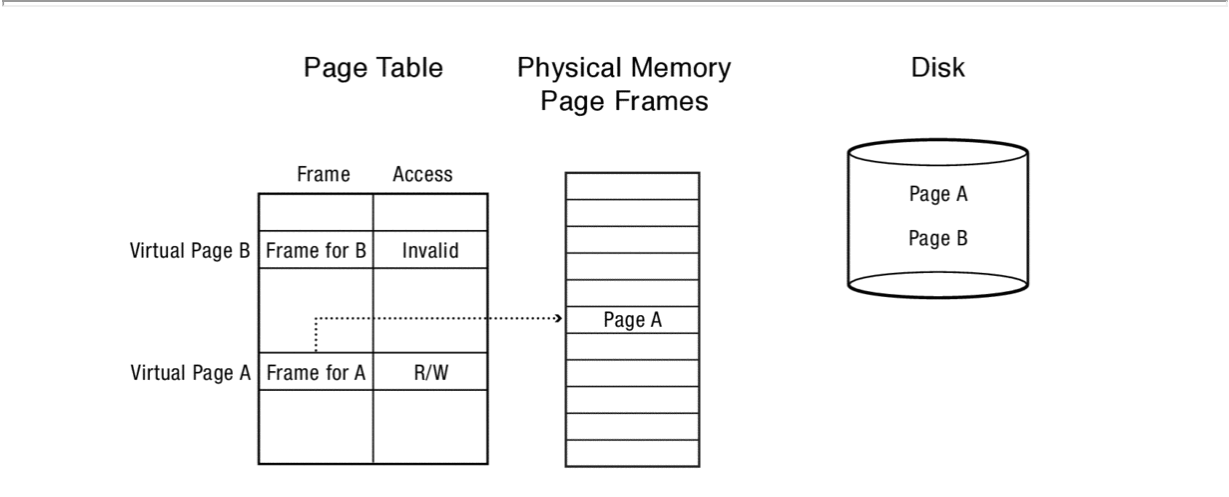 Page Table
Physical Memory
Page Frames
Disk
Frame
Access
Virtual Page B
Frame for B
Invalid
Virtual Page A
Frame for A
R/W
Page A
Page A
Page B